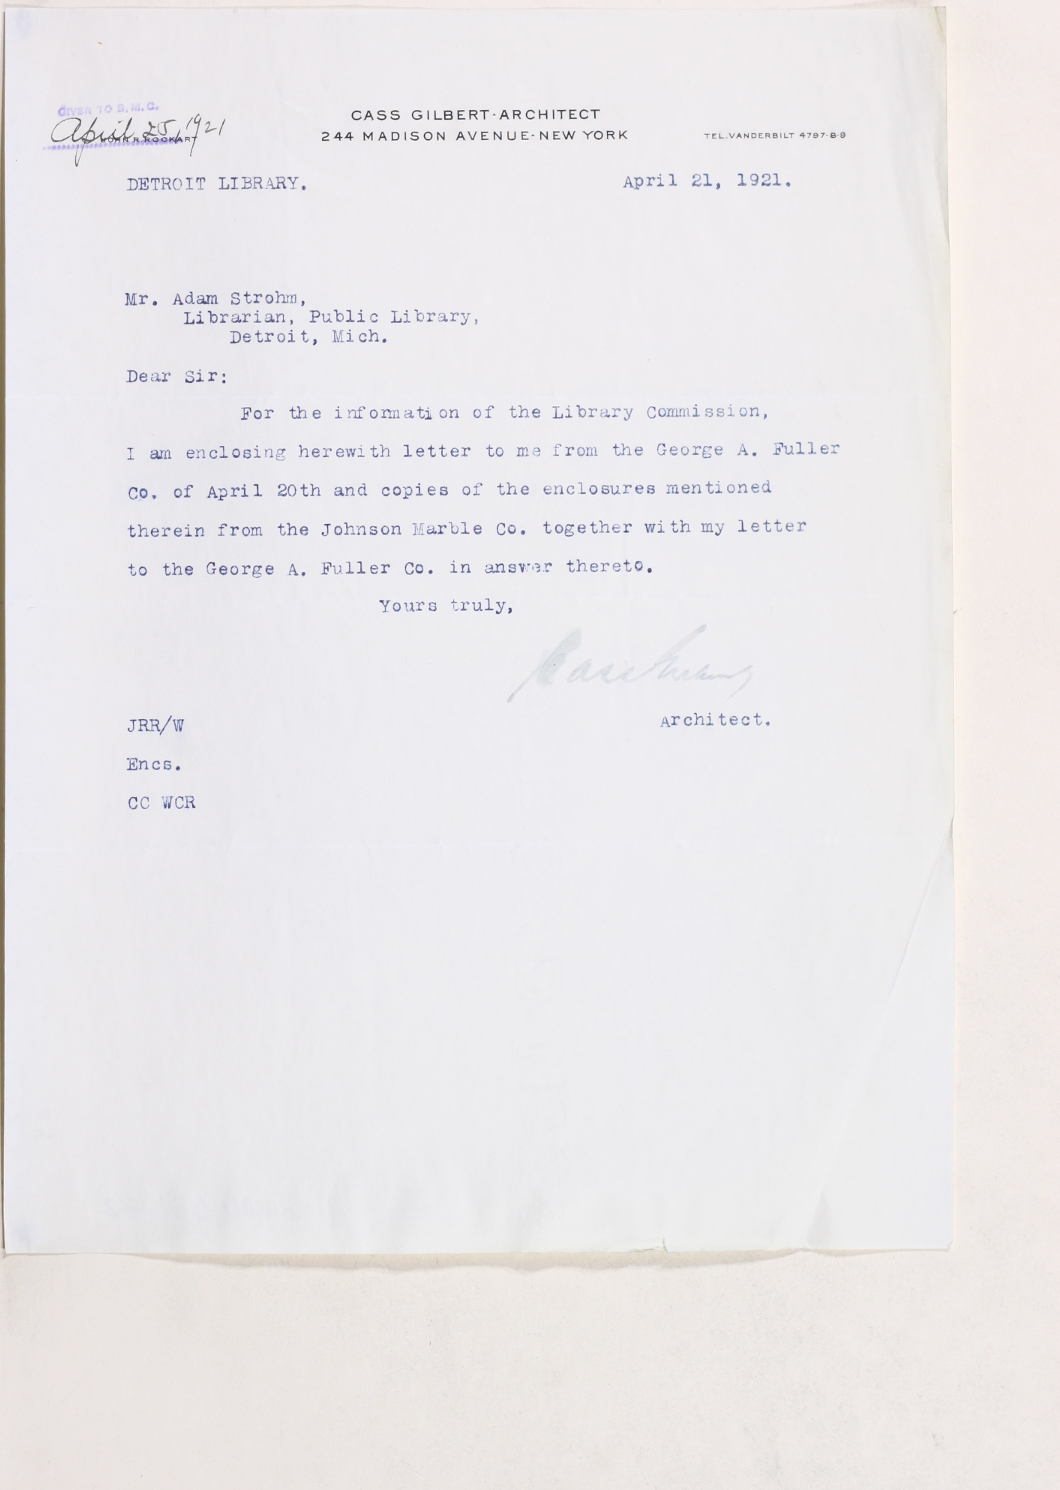 GIVEN TO S. M. C.
April 25, 1921
CASS GILBERT·ARCHITECT
244 MADISON AVENUE·NEW YORK
TEL. VANDERBILT 4797-8-9
DETROIT LIBRARY.
April 21, 1921.
Mr. Adam Strohm,
Librarian, Public Library,
Detroit, Mich.
Dear Sir:
For the information of the Library Commission,
I am enclosing herewith letter to me from the George A. Fuller
Co. of April 20th and copies of the enclosures mentioned
therein from the Johnson Marble Co. together with my letter
to the George A. Fuller Co. in answer thereto.
Yours truly,
Cass Gilbert
Architect.
JRR/W
Encs.
CC WCR